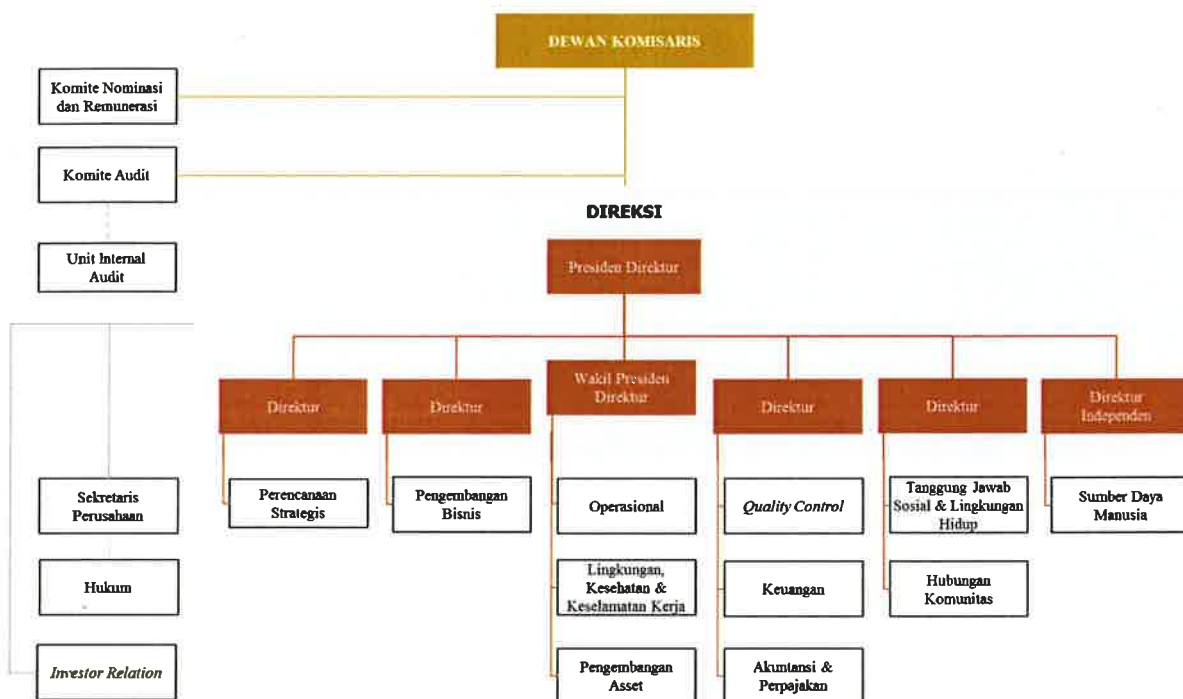 DEWAN KOMISARIS
Komite Nominasi
dan Remunerasi
Komite Audit
DIREKSI
Unit Internal
Audit
Presiden Direktur
Direktur
Direktur
Wakil Presiden
Direktur
Direktur
Direktur
Direktur
Independen
Sekretaris
Perusahaan
Perencanaan
Strategis
Pengembangan
Bisnis
Operasional
Quality Control
Tanggung Jawab
Sosial & Lingkungan
Hidup
Sumber Daya
Manusia
Hukum
Lingkungan,
Kesehatan &
Keselamatan Kerja
Keuangan
Hubungan
Komunitas
Investor Relation
Pengembangan
Asset
Akuntansi &
Perpajakan